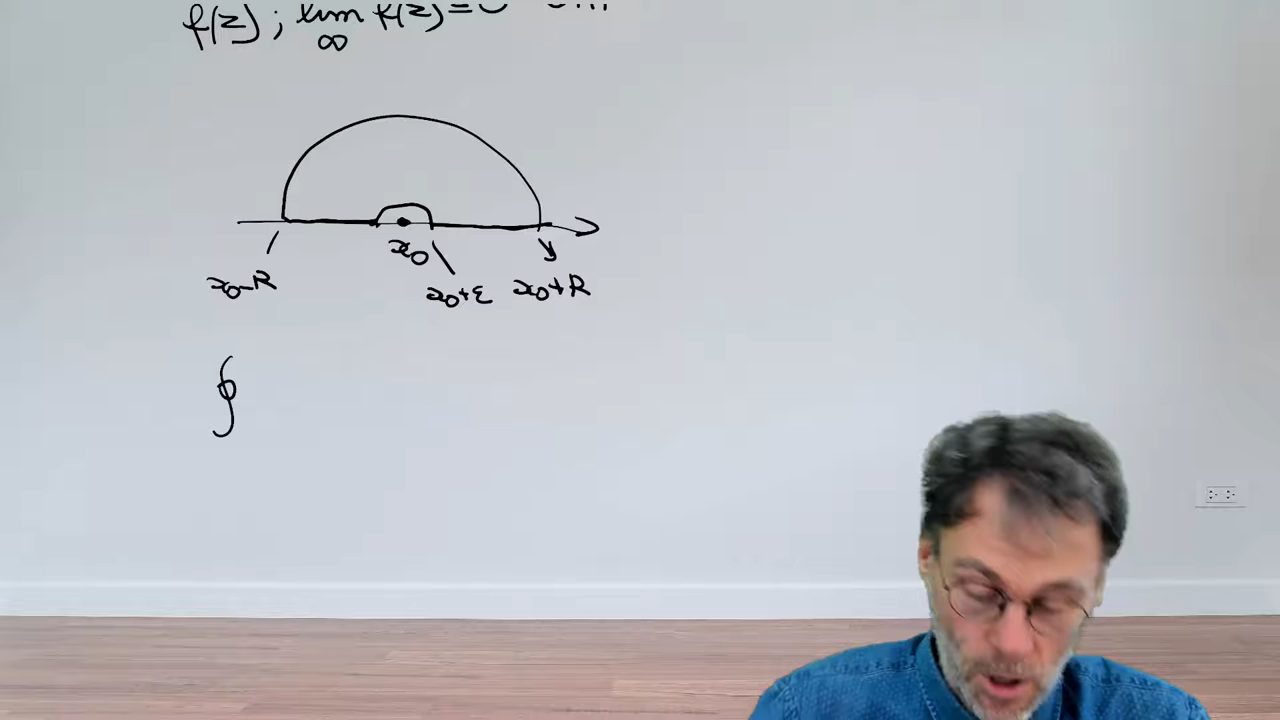 f(z) ; lim f(z) = 0
∞
x₀
x₀-R
x₀+ε
x₀+R
∮